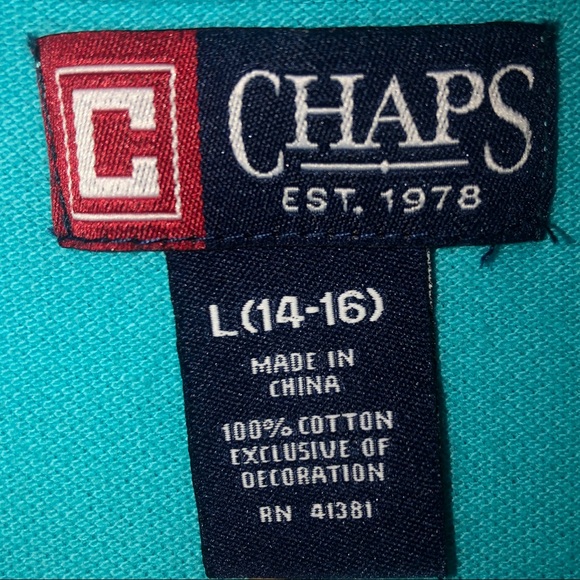 C CHAPS
EST. 1978
L(14-16)
MADE IN
CHINA
100% COTTON
EXCLUSIVE OF
DECORATION
RN 41381